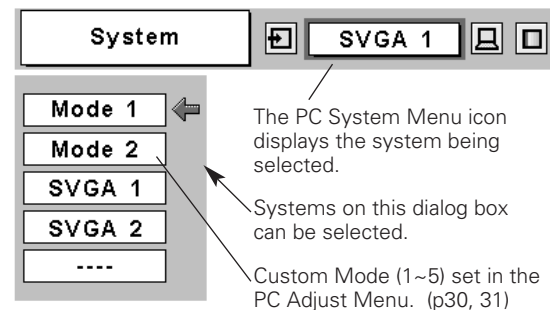 System
SVGA 1
Mode 1
Mode 2
SVGA 1
SVGA 2
----
The PC System Menu icon
displays the system being
selected.
Systems on this dialog box
can be selected.
Custom Mode (1~5) set in the
PC Adjust Menu. (p30, 31)